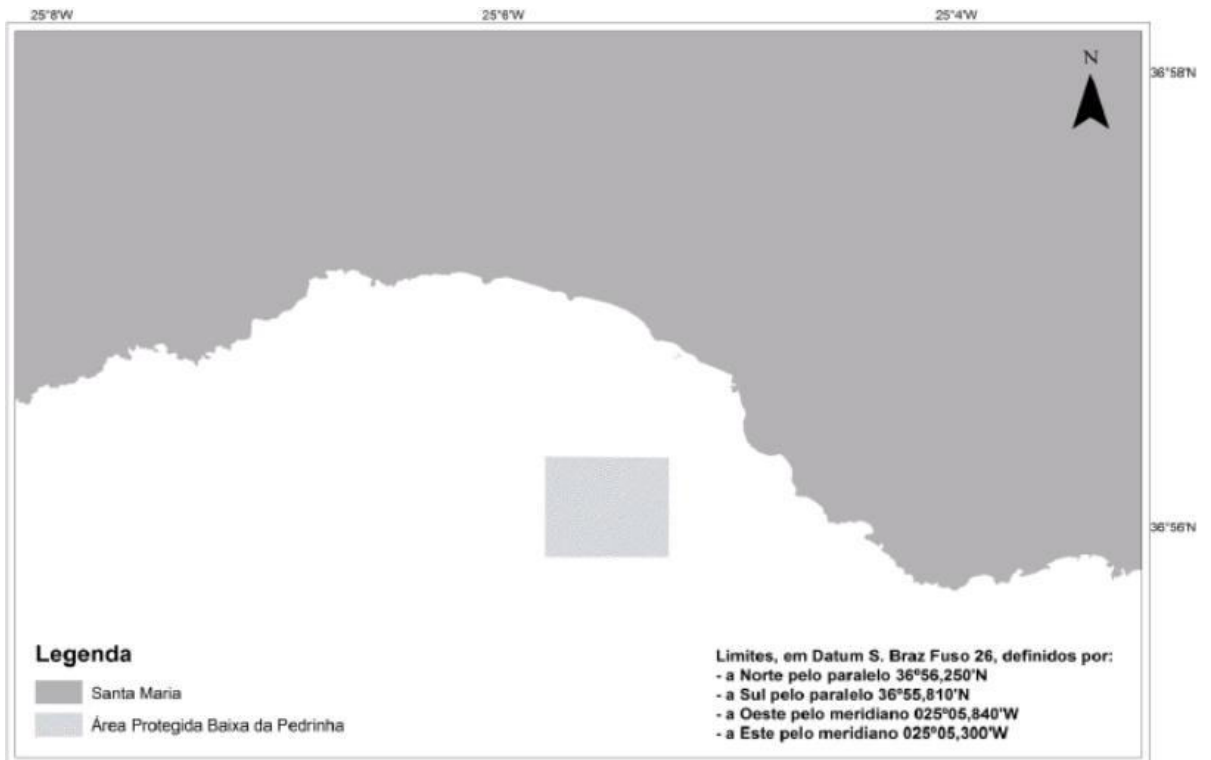 25°8'W
25°6'W
25°4'W
N
36°58'N
36°56'N
Legenda
Santa Maria
Área Protegida Baixa da Pedrinha
Limites, em Datum S. Braz Fuso 26, definidos por:
- a Norte pelo paralelo 36º56,250'N
- a Sul pelo paralelo 36º55,810'N
- a Oeste pelo meridiano 025º05,840'W
- a Este pelo meridiano 025º05,300'W